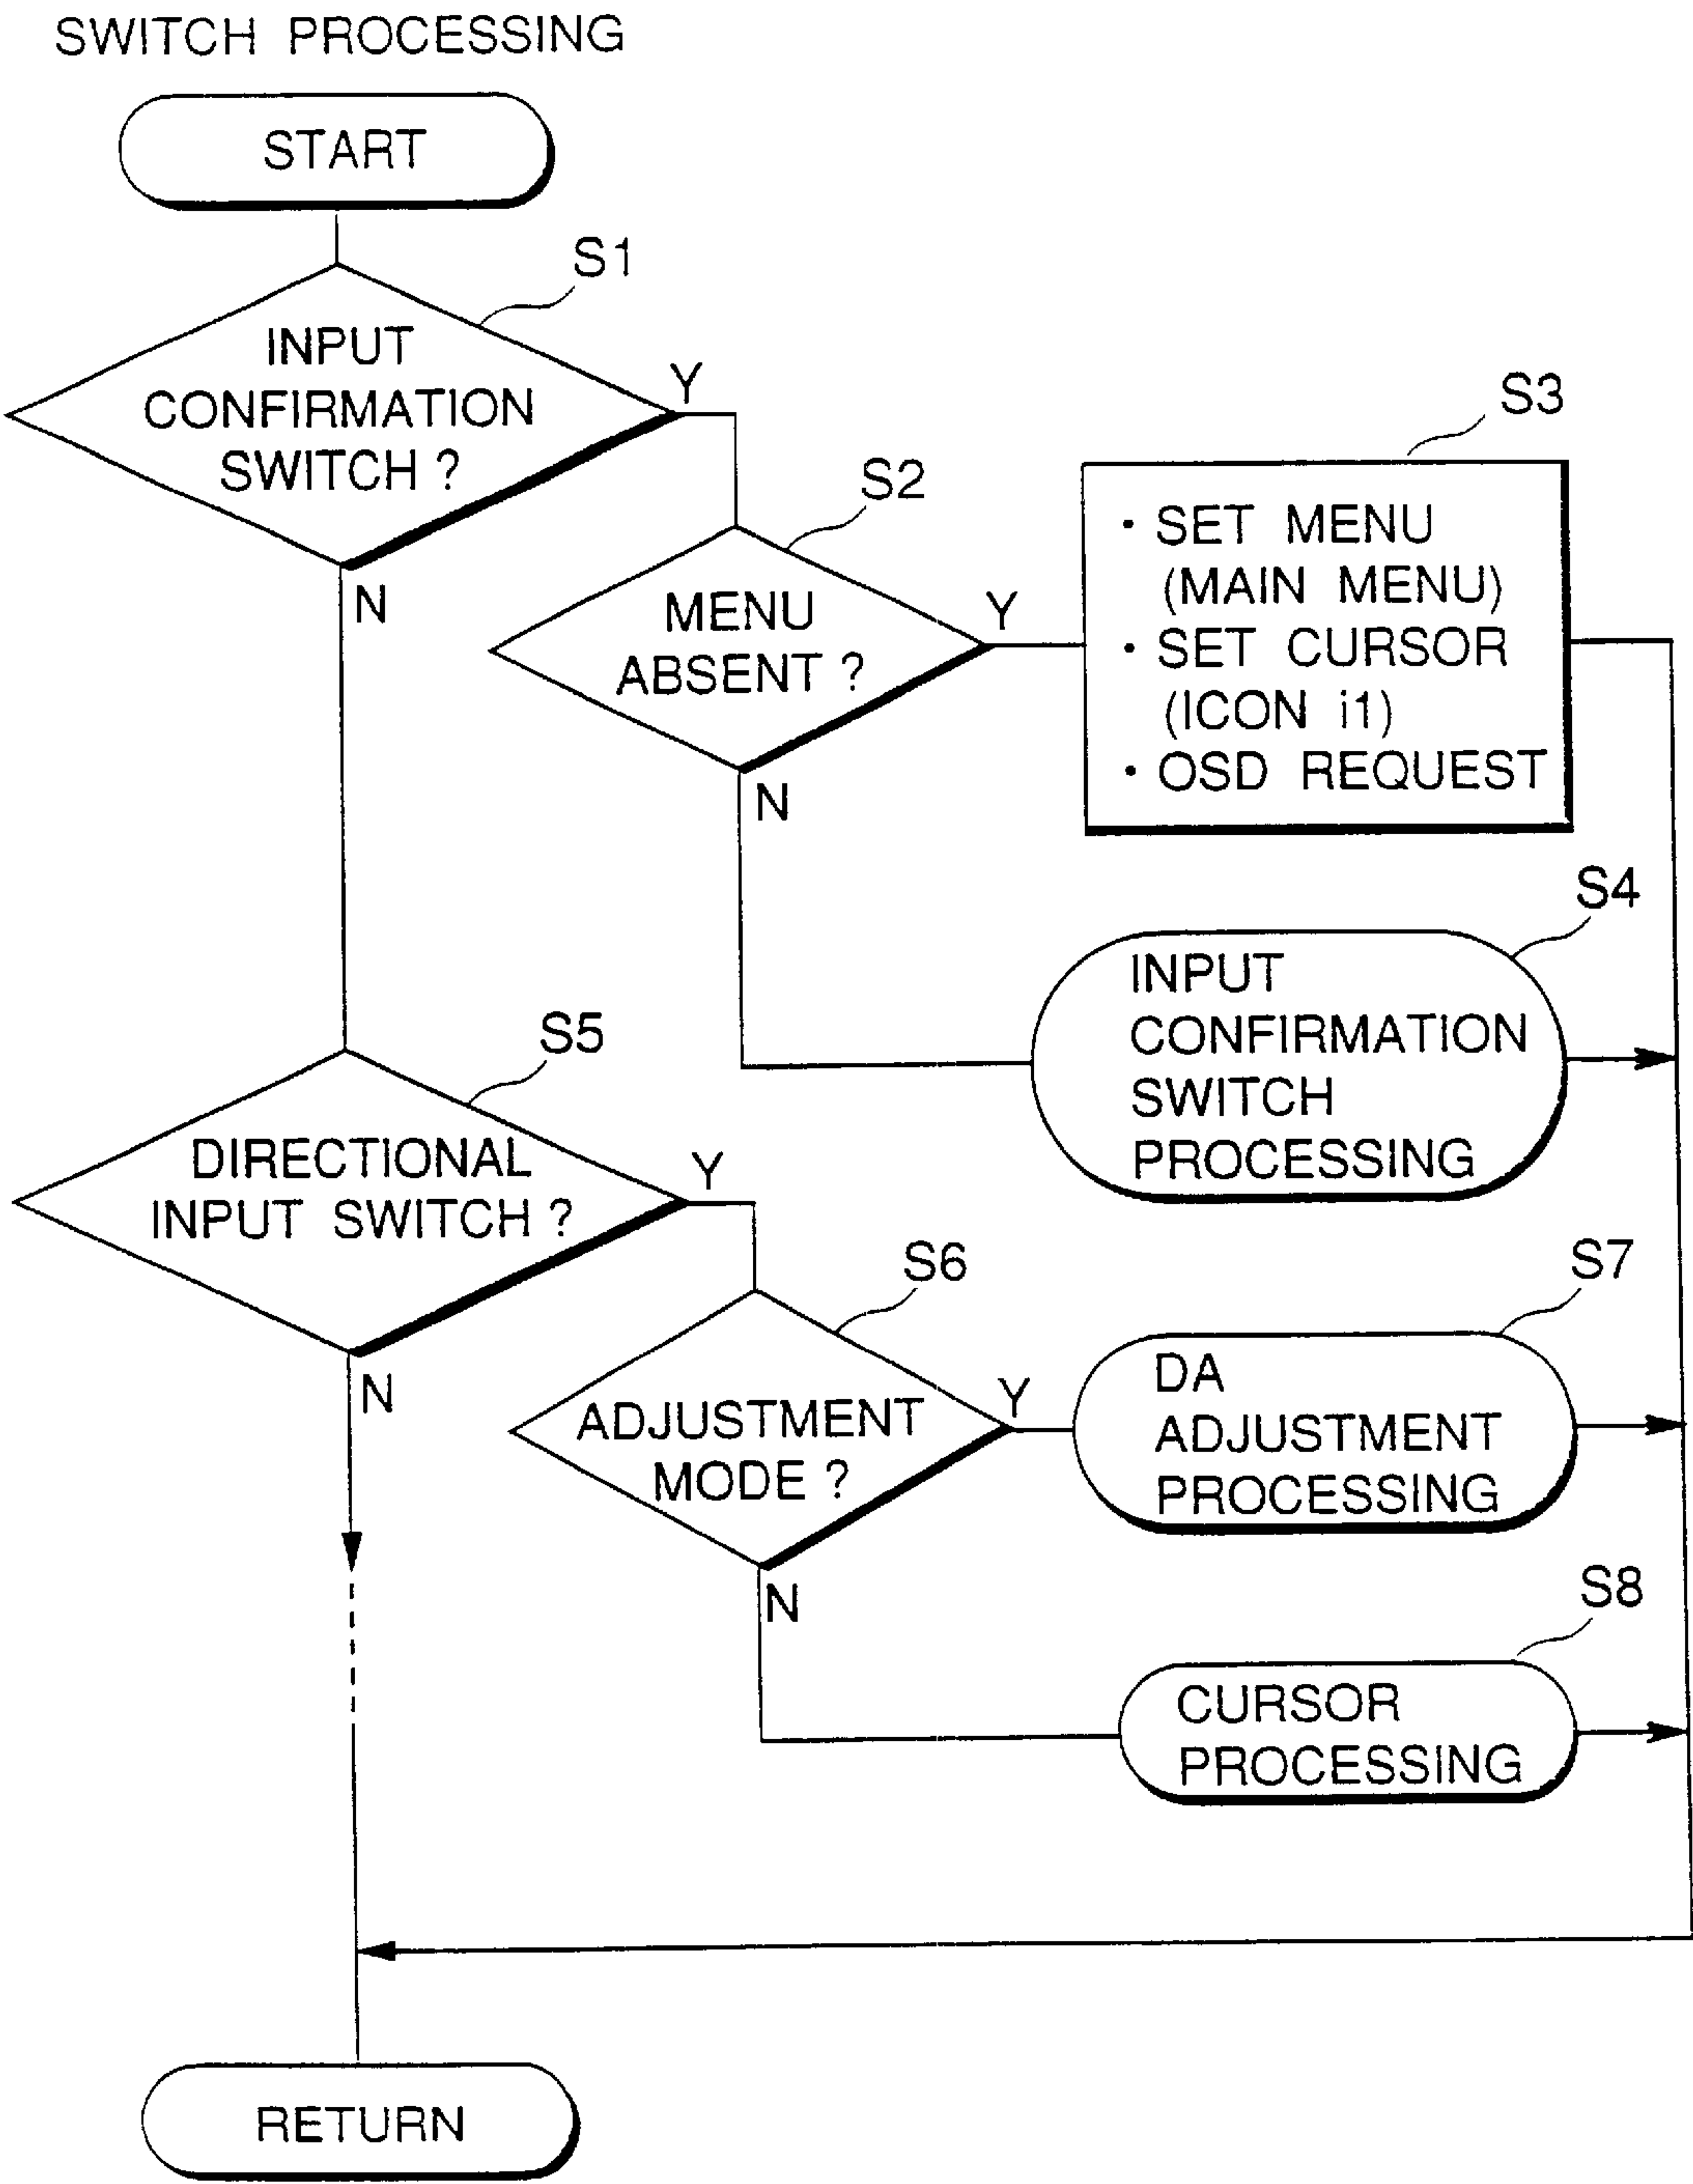 SWITCH PROCESSING
START
S1
INPUT
CONFIRMATION
SWITCH ?
Y
N
S2
MENU
ABSENT ?
Y
N
S3
· SET MENU
(MAIN MENU)
· SET CURSOR
(ICON i1)
· OSD REQUEST
S4
INPUT
CONFIRMATION
SWITCH
PROCESSING
S5
DIRECTIONAL
INPUT SWITCH ?
Y
N
S6
ADJUSTMENT
MODE ?
Y
N
S7
DA
ADJUSTMENT
PROCESSING
S8
CURSOR
PROCESSING
RETURN